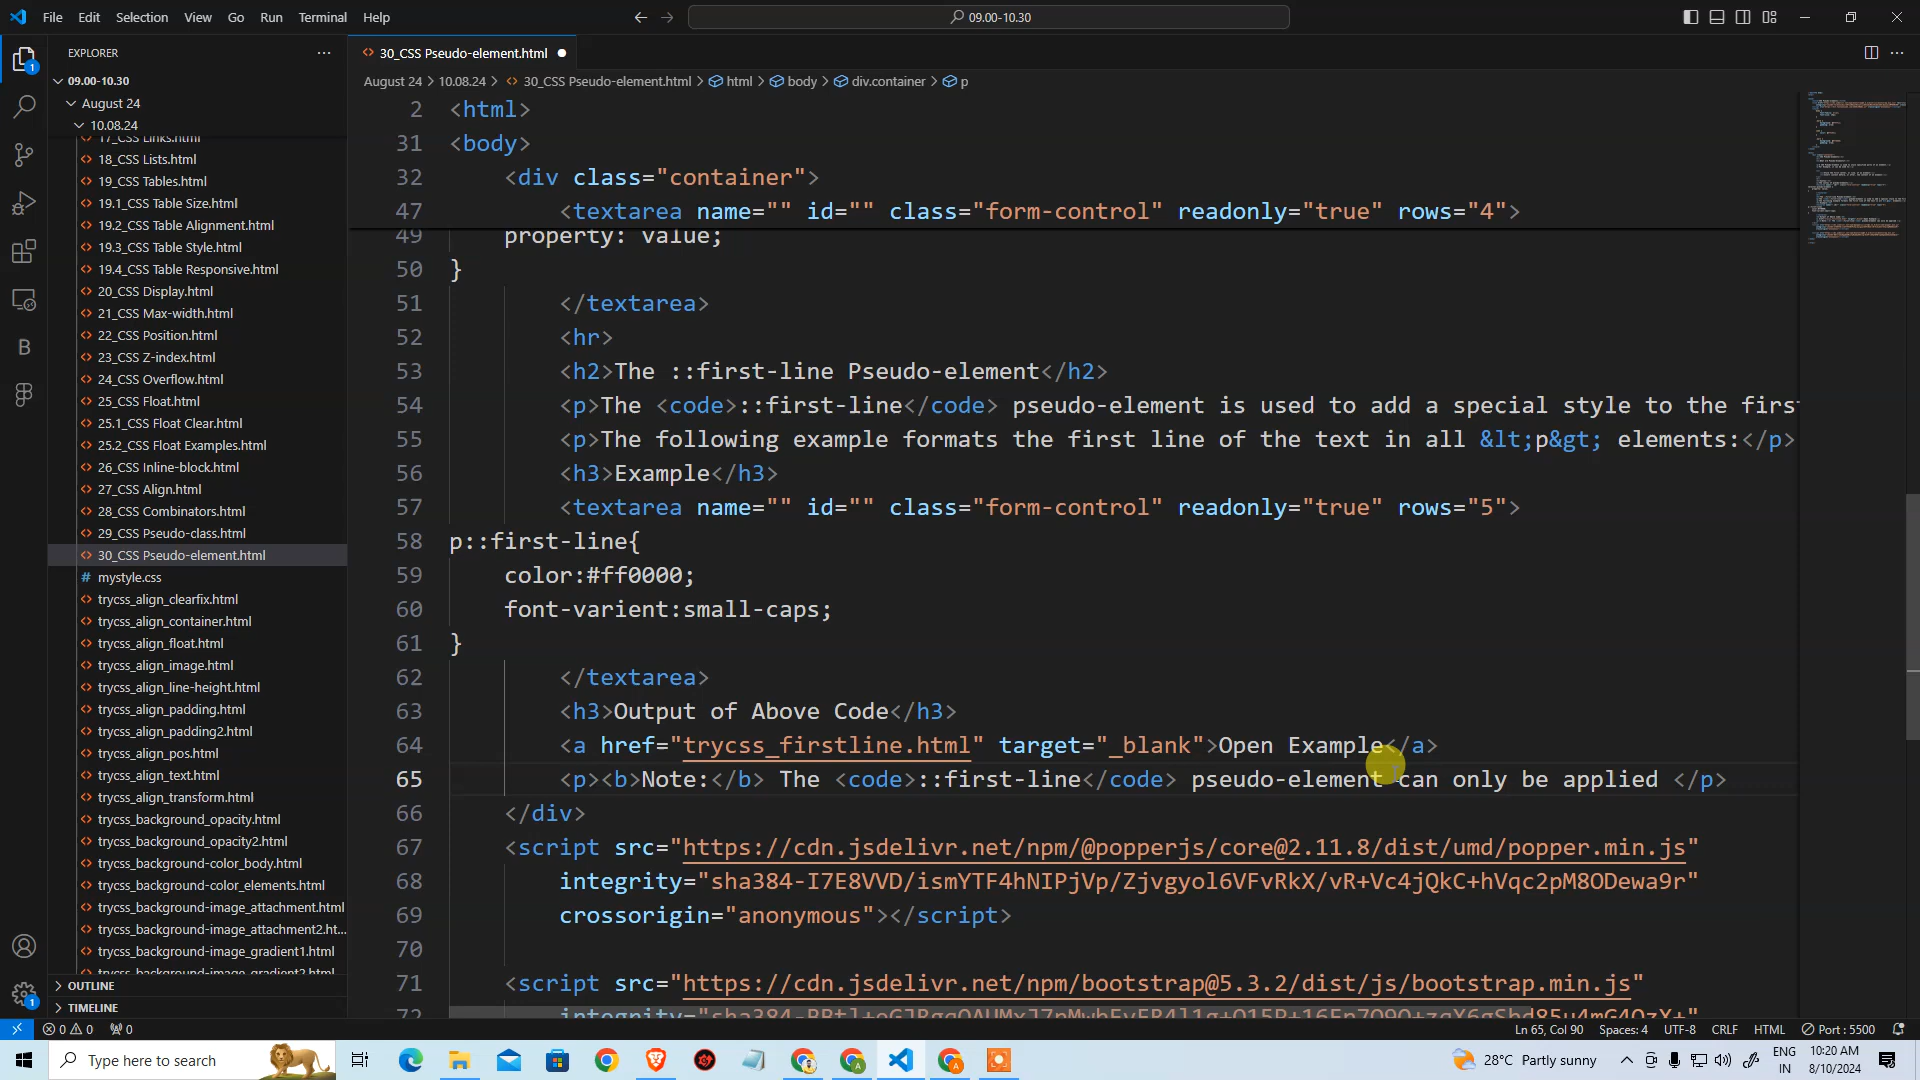 File Edit Selection View Go Run Terminal Help
09.00-10.30
EXPLORER
30_CSS Pseudo-element.html
09.00-10.30
August 24 > 10.08.24 > 30_CSS Pseudo-element.html > html > body > div.container > p
August 24
10.08.24
17_CSS Links.html
18_CSS Lists.html
19_CSS Tables.html
19.1_CSS Table Size.html
19.2_CSS Table Alignment.html
19.3_CSS Table Style.html
19.4_CSS Table Responsive.html
20_CSS Display.html
21_CSS Max-width.html
22_CSS Position.html
23_CSS Z-index.html
24_CSS Overflow.html
25_CSS Float.html
25.1_CSS Float Clear.html
25.2_CSS Float Examples.html
26_CSS Inline-block.html
27_CSS Align.html
28_CSS Combinators.html
29_CSS Pseudo-class.html
30_CSS Pseudo-element.html
# mystyle.css
trycss_align_clearfix.html
trycss_align_container.html
trycss_align_float.html
trycss_align_image.html
trycss_align_line-height.html
trycss_align_padding.html
trycss_align_padding2.html
trycss_align_pos.html
trycss_align_text.html
trycss_align_transform.html
trycss_background_opacity.html
trycss_background_opacity2.html
trycss_background-color_body.html
trycss_background-color_elements.html
trycss_background-image_attachment.html
trycss_background-image_attachment2.ht...
trycss_background-image_gradient1.html
trycss_background-image_gradient2.html
OUTLINE
TIMELINE
2 <html>
31 <body>
32 <div class="container">
47 <textarea name="" id="" class="form-control" readonly="true" rows="4">
49 property: value;
50 }
51 </textarea>
52 <hr>
53 <h2>The ::first-line Pseudo-element</h2>
54 <p>The <code>::first-line</code> pseudo-element is used to add a special style to the firs
55 <p>The following example formats the first line of the text in all &lt;p&gt; elements:</p>
56 <h3>Example</h3>
57 <textarea name="" id="" class="form-control" readonly="true" rows="5">
58 p::first-line{
59 color:#ff0000;
60 font-varient:small-caps;
61 }
62 </textarea>
63 <h3>Output of Above Code</h3>
64 <a href="trycss_firstline.html" target="_blank">Open Example</a>
65 <p><b>Note:</b> The <code>::first-line</code> pseudo-element can only be applied </p>
66 </div>
67 <script src="https://cdn.jsdelivr.net/npm/@popperjs/core@2.11.8/dist/umd/popper.min.js"
68 integrity="sha384-I7E8VVD/ismYTF4hNIPjVp/Zjvgyol6VFvRkX/vR+Vc4jQkC+hVqc2pM8ODewa9r"
69 crossorigin="anonymous"></script>
70
71 <script src="https://cdn.jsdelivr.net/npm/bootstrap@5.3.2/dist/js/bootstrap.min.js"
72
0 0 0 Ln 65, Col 90 Spaces: 4 UTF-8 CRLF HTML Port : 5500
Type here to search
28°C Partly sunny
ENG
IN
10:20 AM
8/10/2024